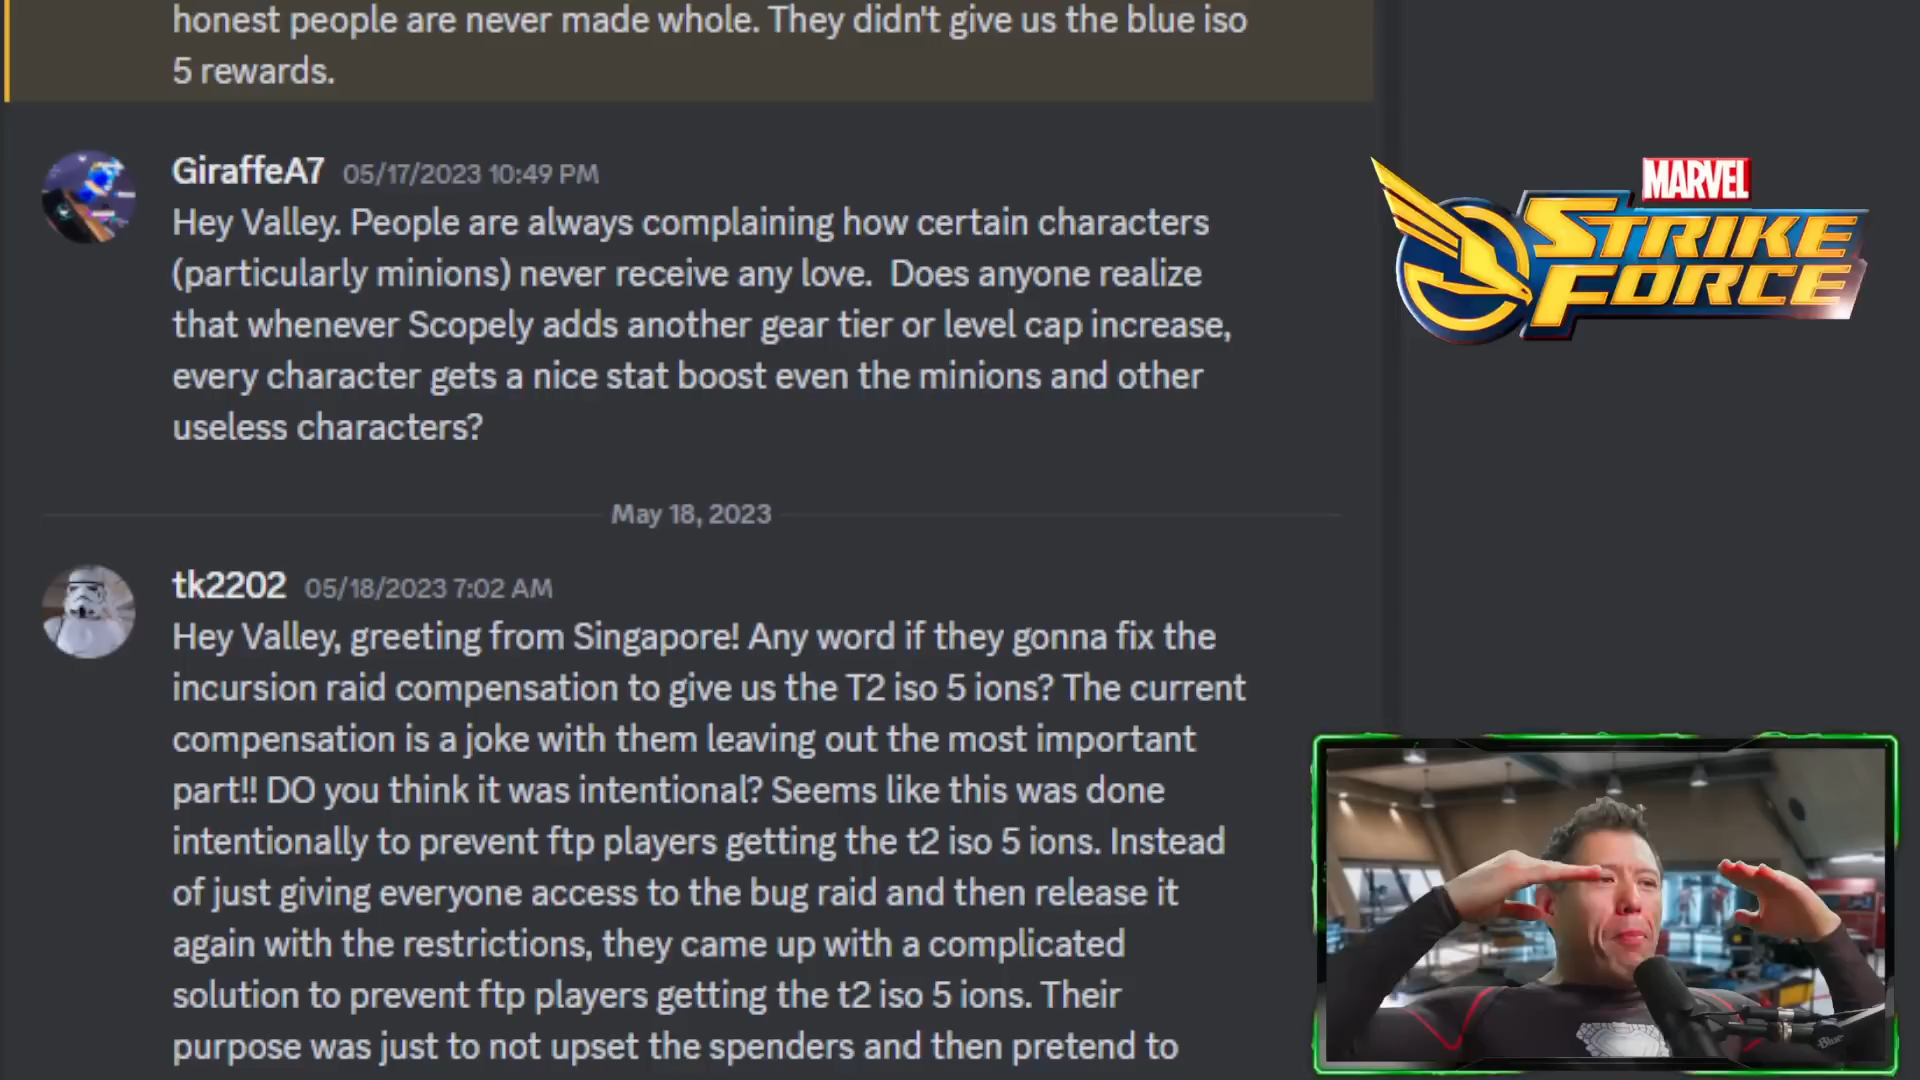 honest people are never made whole. They didn't give us the blue iso
5 rewards.
GiraffeA7 05/17/2023 10:49 PM
Hey Valley. People are always complaining how certain characters
(particularly minions) never receive any love.  Does anyone realize
that whenever Scopely adds another gear tier or level cap increase,
every character gets a nice stat boost even the minions and other
useless characters?
May 18, 2023
tk2202 05/18/2023 7:02 AM
Hey Valley, greeting from Singapore! Any word if they gonna fix the
incursion raid compensation to give us the T2 iso 5 ions? The current
compensation is a joke with them leaving out the most important
part!! DO you think it was intentional? Seems like this was done
intentionally to prevent ftp players getting the t2 iso 5 ions. Instead
of just giving everyone access to the bug raid and then release it
again with the restrictions, they came up with a complicated
solution to prevent ftp players getting the t2 iso 5 ions. Their
purpose was just to not upset the spenders and then pretend to
MARVEL
STRIKE
FORCE
Blue